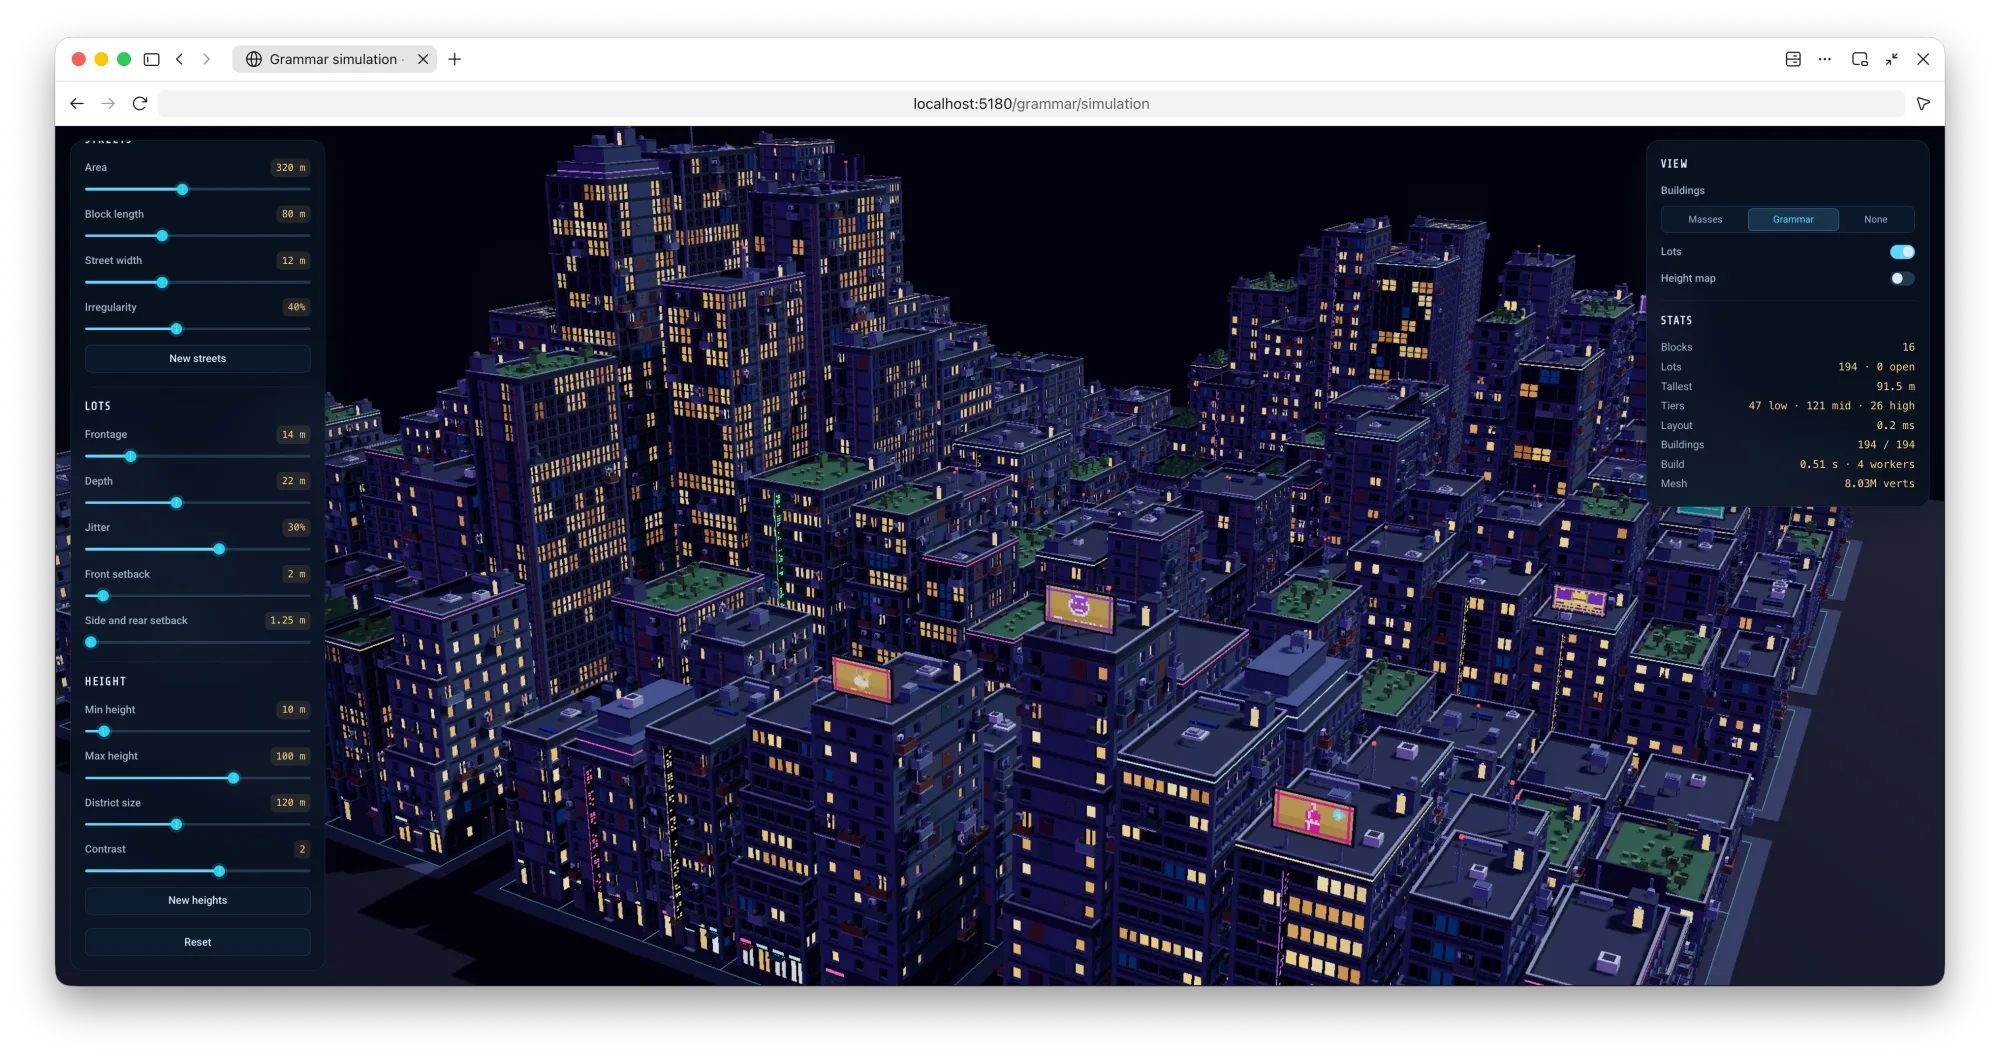 Grammar simulation ·
localhost:5180/grammar/simulation
STREETS
Area 320 m
Block length 80 m
Street width 12 m
Irregularity 40%
New streets
LOTS
Frontage 14 m
Depth 22 m
Jitter 30%
Front setback 2 m
Side and rear setback 1.25 m
HEIGHT
Min height 10 m
Max height 100 m
District size 120 m
Contrast 2
New heights
Reset
VIEW
Buildings
Masses Grammar None
Lots
Height map
STATS
Blocks 16
Lots 194 · 0 open
Tallest 91.5 m
Tiers 47 low · 121 mid · 26 high
Layout 0.2 ms
Buildings 194 / 194
Build 0.51 s · 4 workers
Mesh 8.03M verts